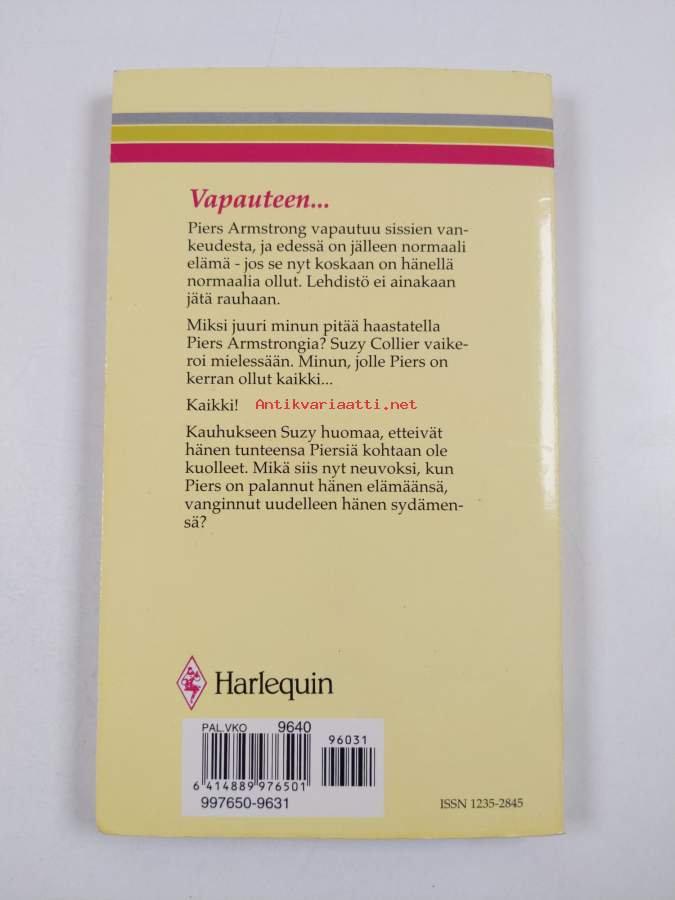 Vapauteen...
Piers Armstrong vapautuu sissien van-
keudesta, ja edessä on jälleen normaali
elämä - jos se nyt koskaan on hänellä
normaalia ollut. Lehdistö ei ainakaan
jätä rauhaan.
Miksi juuri minun pitää haastatella
Piers Armstrongia? Suzy Collier vaike-
roi mielessään. Minun, jolle Piers on
kerran ollut kaikki...
Kaikki! Antikvariaatti.net
Kauhukseen Suzy huomaa, etteivät
hänen tunteensa Piersiä kohtaan ole
kuolleet. Mikä siis nyt neuvoksi, kun
Piers on palannut hänen elämäänsä,
vanginnut uudelleen hänen sydämen-
sä?
Harlequin
PAL.VKO 9640
96031
6 414889 976501
997650-9631
ISSN 1235-2845